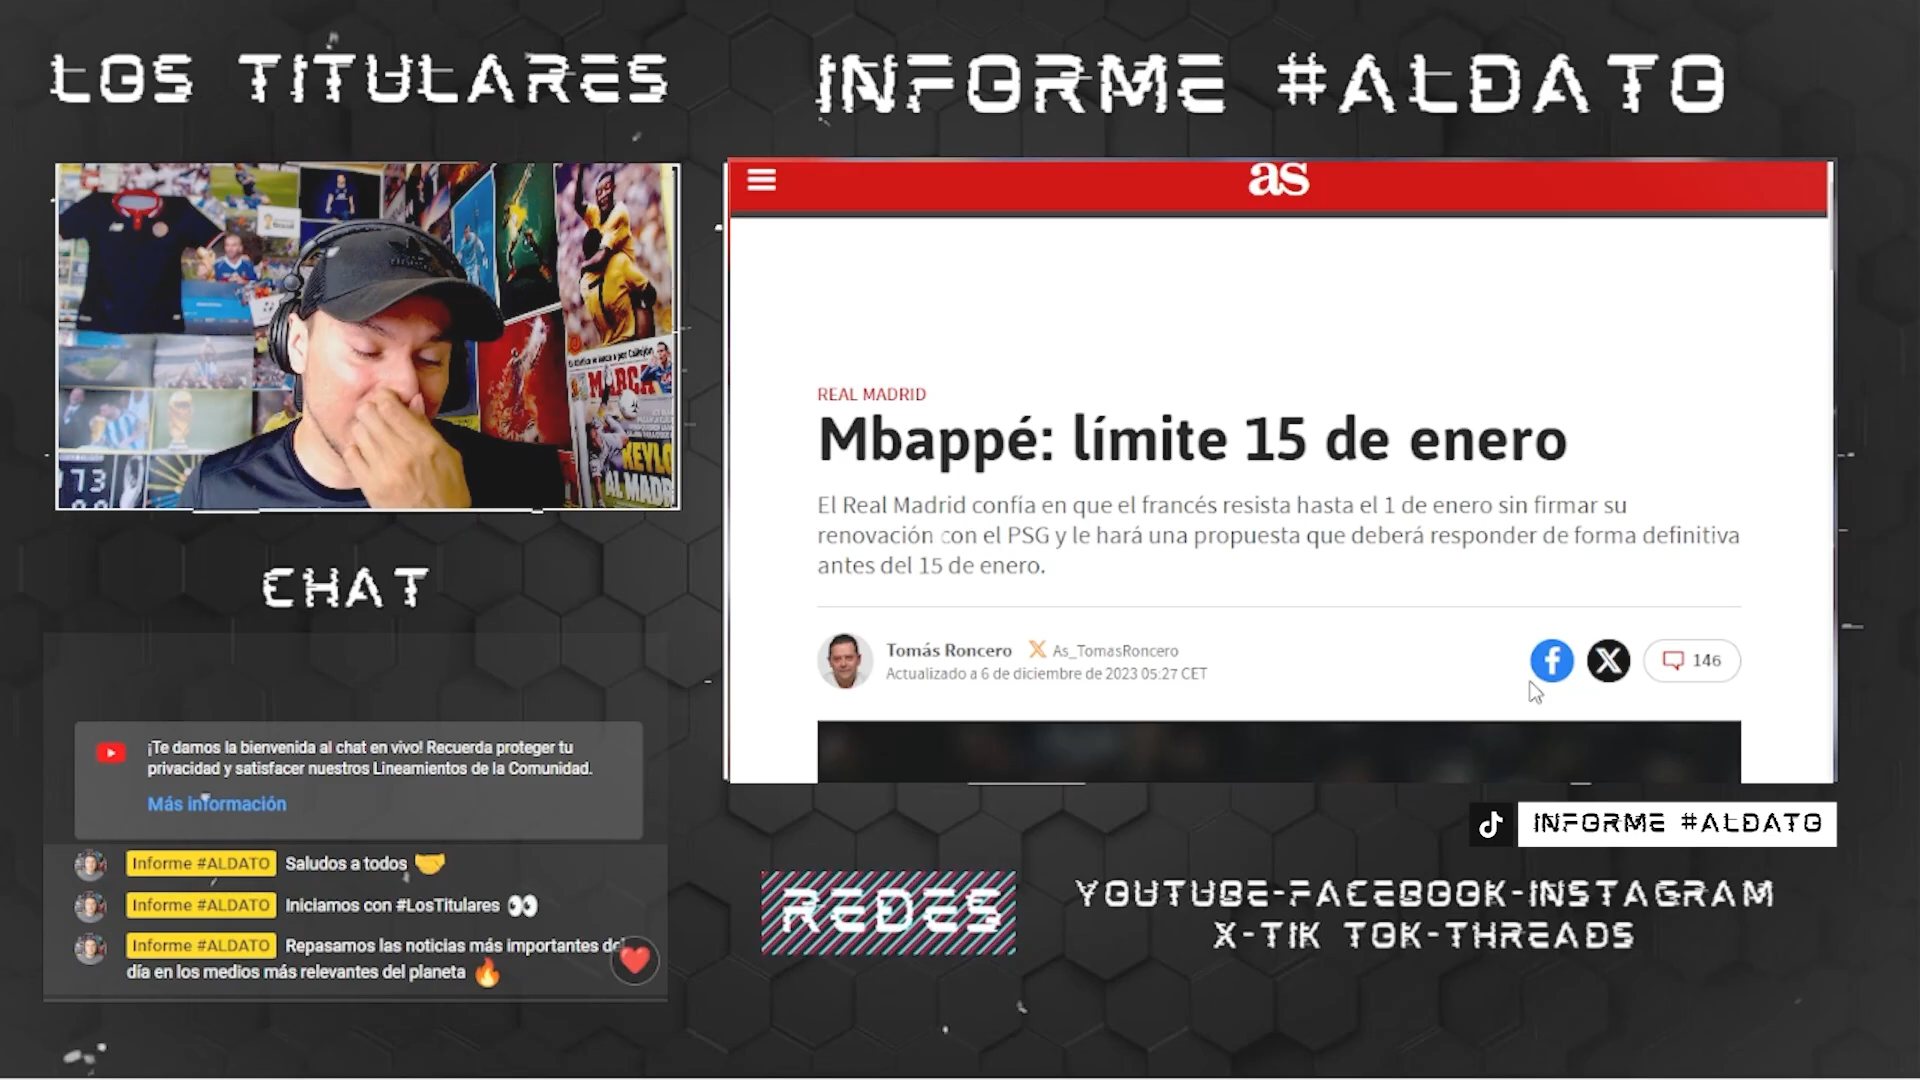 LOS TITULARES
INFORME #ALDATO
as
REAL MADRID
Mbappé: límite 15 de enero
El Real Madrid confía en que el francés resista hasta el 1 de enero sin firmar su
renovación con el PSG y le hará una propuesta que deberá responder de forma definitiva
antes del 15 de enero.
Tomás Roncero As_TomasRoncero
Actualizado a 6 de diciembre de 2023 05:27 CET
146
MARCA
KEYLO
AL MADR
173
CHAT
¡Te damos la bienvenida al chat en vivo! Recuerda proteger tu
privacidad y satisfacer nuestros Lineamientos de la Comunidad.
Más información
Informe #ALDATO Saludos a todos 🤝
Informe #ALDATO Iniciamos con #LosTitulares 👀
Informe #ALDATO Repasamos las noticias más importantes del
día en los medios más relevantes del planeta 🔥
INFORME #ALDATO
REDES
YOUTUBE-FACEBOOK-INSTAGRAM
X-TIK TOK-THREADS